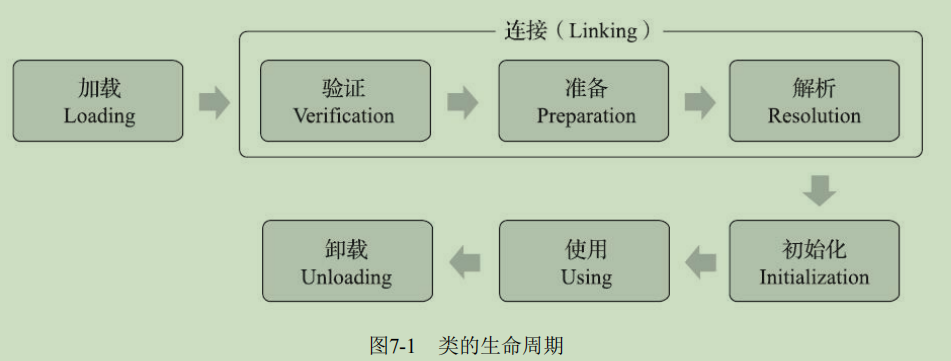 连接（Linking）
加载
Loading
验证
Verification
准备
Preparation
解析
Resolution
初始化
Initialization
使用
Using
卸载
Unloading
图7-1 类的生命周期